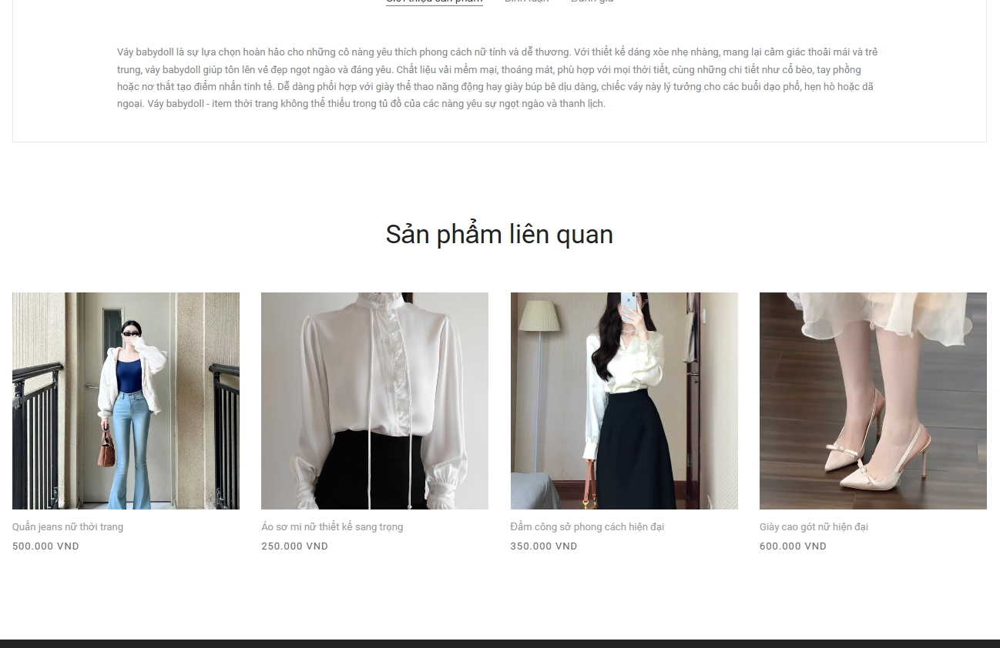 Giới thiệu sản phẩm Bình luận Đánh giá
Váy babydoll là sự lựa chọn hoàn hảo cho những cô nàng yêu thích phong cách nữ tính và dễ thương. Với thiết kế dáng xòe nhẹ nhàng, mang lại cảm giác thoải mái và trẻ
trung, váy babydoll giúp tôn lên vẻ đẹp ngọt ngào và đáng yêu. Chất liệu vải mềm mại, thoáng mát, phù hợp với mọi thời tiết, cùng những chi tiết như cổ bèo, tay phồng
hoặc nơ thắt tạo điểm nhấn tinh tế. Dễ dàng phối hợp với giày thể thao năng động hay giày búp bê dịu dàng, chiếc váy này lý tưởng cho các buổi dạo phố, hẹn hò hoặc dã
ngoại. Váy babydoll - item thời trang không thể thiếu trong tủ đồ của các nàng yêu sự ngọt ngào và thanh lịch.
Sản phẩm liên quan
Quần jeans nữ thời trang
500.000 VND
Áo sơ mi nữ thiết kế sang trọng
250.000 VND
Đầm công sở phong cách hiện đại
350.000 VND
Giày cao gót nữ hiện đại
600.000 VND